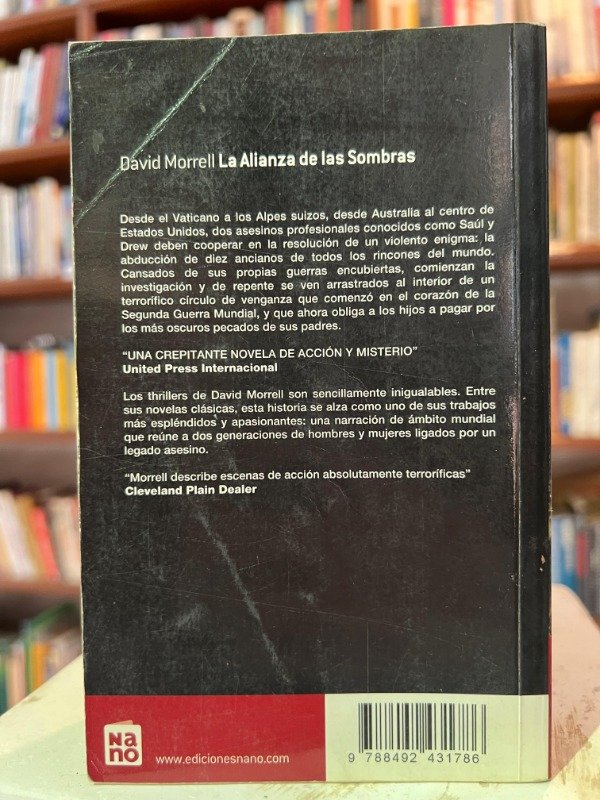 David Morrell La Alianza de las Sombras
Desde el Vaticano a los Alpes suizos, desde Australia al centro de
Estados Unidos, dos asesinos profesionales conocidos como Saúl y
Drew deben cooperar en la resolución de un violento enigma: la
abducción de diez ancianos de todos los rincones del mundo.
Cansados de sus propias guerras encubiertas, comienzan la
investigación y de repente se ven arrastrados al interior de un
terrorífico círculo de venganza que comenzó en el corazón de la
Segunda Guerra Mundial, y que ahora obliga a los hijos a pagar por
los más oscuros pecados de sus padres.
“UNA CREPITANTE NOVELA DE ACCIÓN Y MISTERIO”
United Press Internacional
Los thrillers de David Morrell son sencillamente inigualables. Entre
sus novelas clásicas, esta historia se alza como uno de sus trabajos
más espléndidos y apasionantes: una narración de ámbito mundial
que reúne a dos generaciones de hombres y mujeres ligados por un
legado asesino.
“Morrell describe escenas de acción absolutamente terroríficas”
Cleveland Plain Dealer
Na
no
www.edicionesnano.com
9 788492 431786